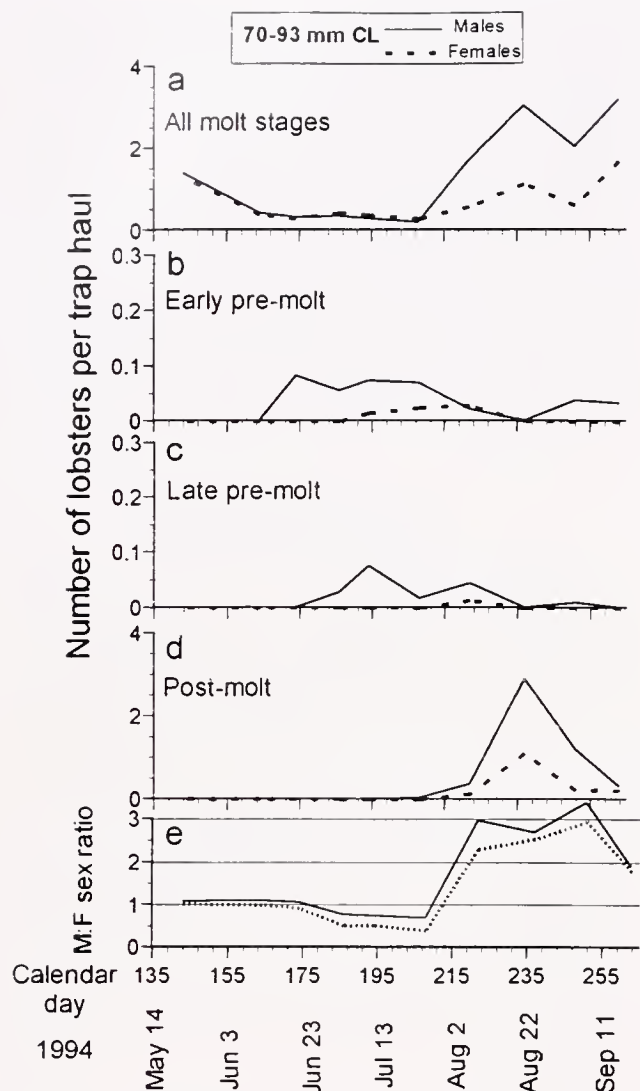 70-93 mm CL
Males
Females
Number of lobsters per trap haul
a
All molt stages
4
2
0
b
Early pre-molt
0.3
0.2
0.1
0
c
Late pre-molt
0.3
0.2
0.1
0
d
Post-molt
4
2
0
e
M:F sex ratio
3
2
1
0
Calendar day
135 155 175 195 215 235 255
1994
May 14 Jun 3 Jun 23 Jul 13 Aug 2 Aug 22 Sep 11